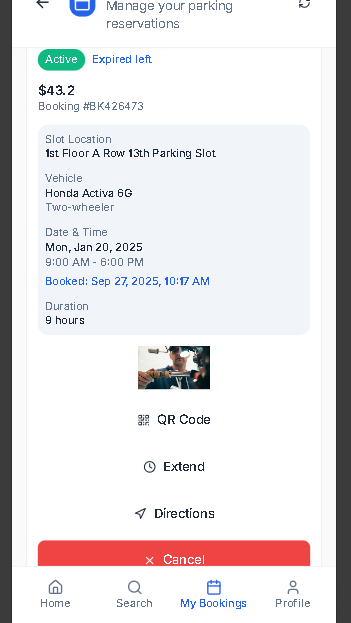 Manage your parking
reservations
Active Expired left
$43.2
Booking #BK426473
Slot Location
1st Floor A Row 13th Parking Slot
Vehicle
Honda Activa 6G
Two-wheeler
Date & Time
Mon, Jan 20, 2025
9:00 AM - 6:00 PM
Booked: Sep 27, 2025, 10:17 AM
Duration
9 hours
QR Code
Extend
Directions
Cancel
Home Search My Bookings Profile